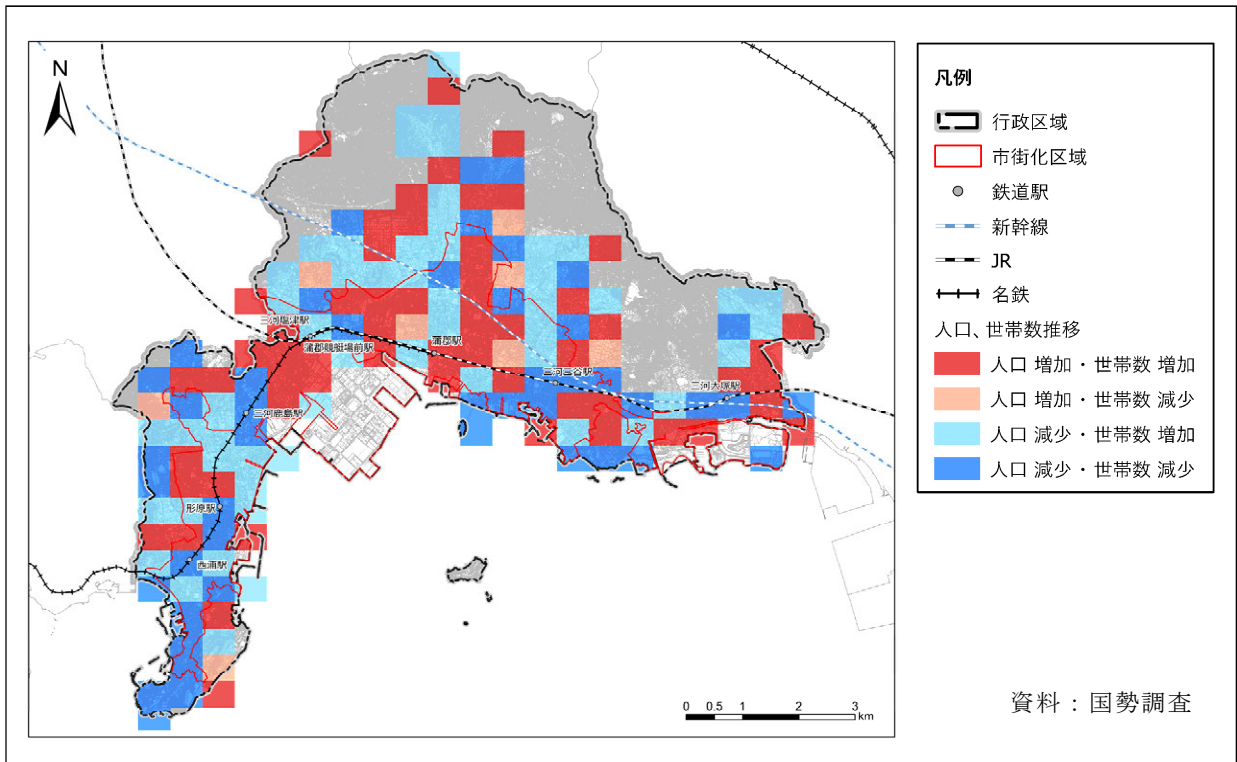 N
三河塩津駅
蒲郡競艇場前駅
蒲郡駅
三河三谷駅
三河大塚駅
三河鹿島駅
形原駅
西浦駅
0 0.5 1 2 3
km
凡例
行政区域
市街化区域
鉄道駅
新幹線
JR
名鉄
人口、世帯数推移
人口 増加・世帯数 増加
人口 増加・世帯数 減少
人口 減少・世帯数 増加
人口 減少・世帯数 減少
資料：国勢調査